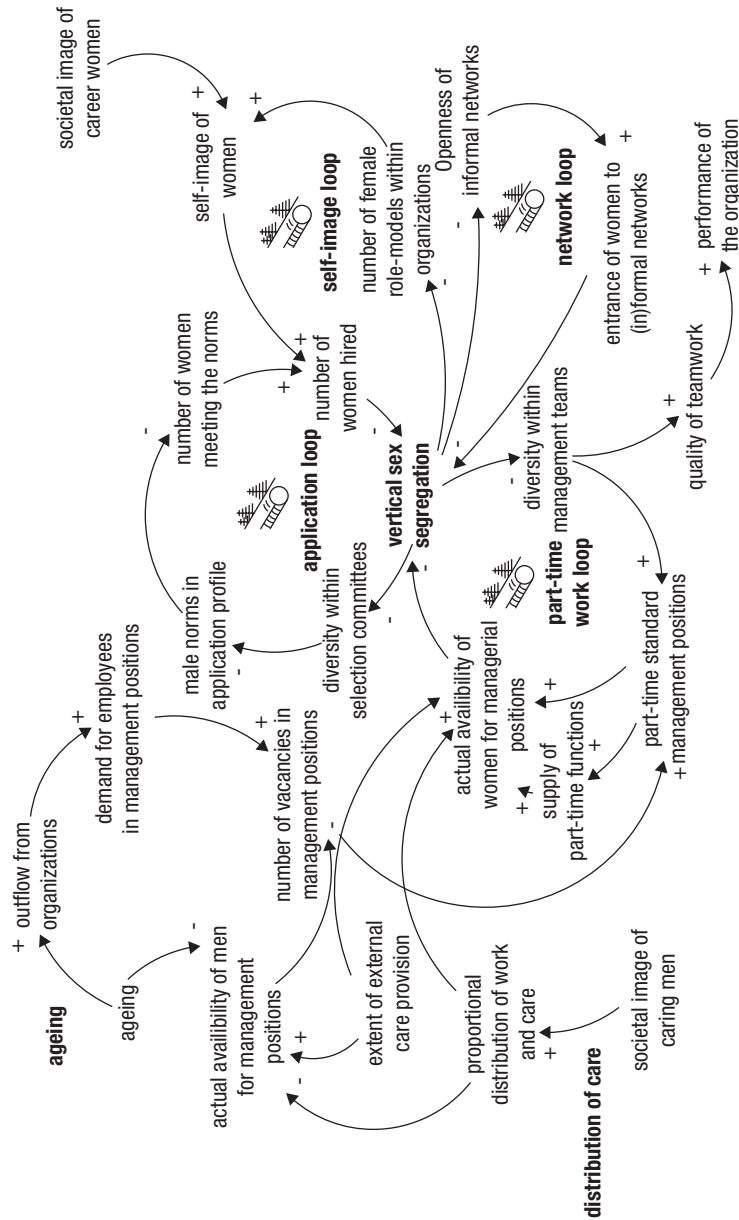 ageing
ageing
+ outflow from
organizations
+
demand for employees
in management positions
+
number of vacancies in
management positions
-
-
actual availibility of men
for management
positions
-
+
extent of external
care provision
proportional
distribution of work
and care
+
societal image of
caring men
distribution of care
male norms in
application profile
-
diversity within
selection committees
-
application loop
-
number of women
meeting the norms
+
+
number of
women hired
-
vertical sex
segregation
-
-
actual availibility of
women for managerial
positions
+
+
+
supply of
part-time functions
+
part-time standard
+ management positions
+
part-time
work loop
-
diversity within
management teams
+
quality of teamwork
+ performance of
the organization
societal image of
career women
+
self-image of
women
+
self-image loop
number of female
role-models within
organizations
-
Openness of
informal networks
-
network loop
+
entrance of women to
(in)formal networks